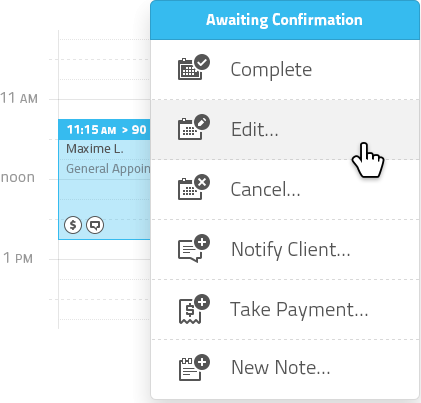 Awaiting Confirmation
Complete
11 AM
11:15 AM > 90
Edit...
Maxime L.
General Appoin
noon
Cancel...
$
Notify Client...
1 PM
$
Take Payment...
New Note...